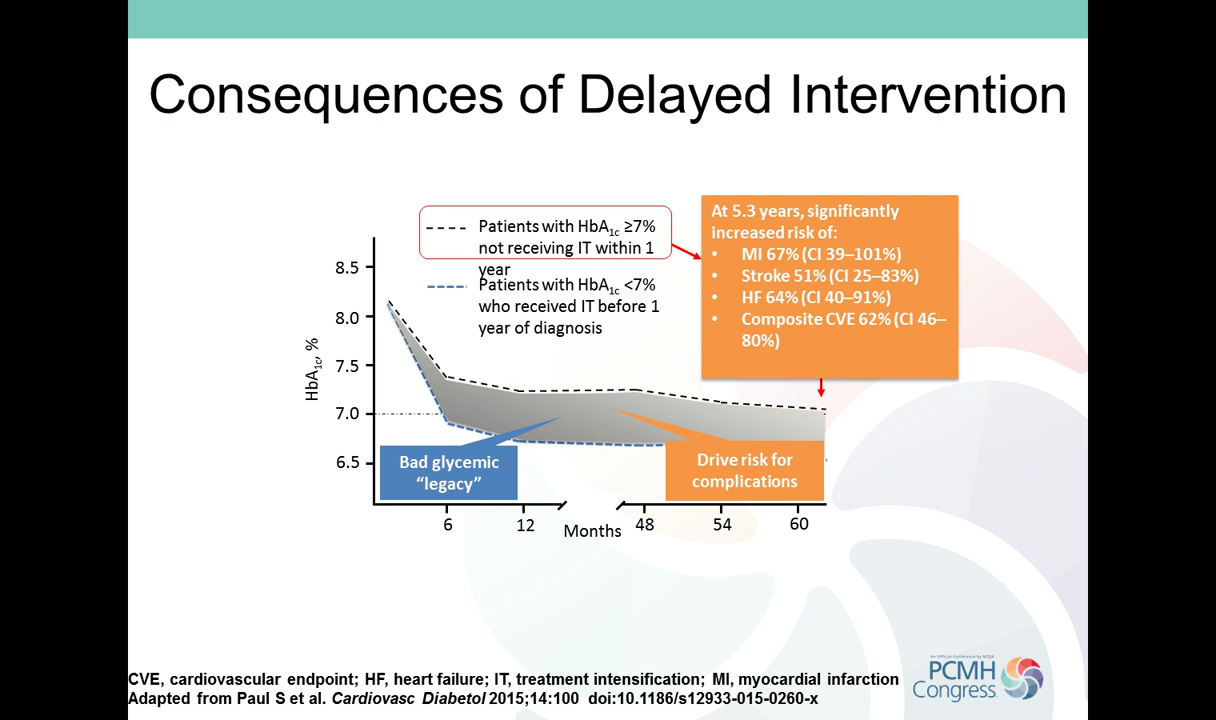 Consequences of Delayed Intervention
Patients with HbA1c ≥7%
not receiving IT within 1
year
Patients with HbA1c <7%
who received IT before 1
year of diagnosis
At 5.3 years, significantly
increased risk of:
• MI 67% (CI 39–101%)
• Stroke 51% (CI 25–83%)
• HF 64% (CI 40–91%)
• Composite CVE 62% (CI 46–
80%)
HbA1c, %
8.5
8.0
7.5
7.0
6.5
Bad glycemic
“legacy”
Drive risk for
complications
6
12
Months
48
54
60
CVE, cardiovascular endpoint; HF, heart failure; IT, treatment intensification; MI, myocardial infarction
Adapted from Paul S et al. Cardiovasc Diabetol 2015;14:100 doi:10.1186/s12933-015-0260-x
An Official Conference by NCQA
PCMH
Congress